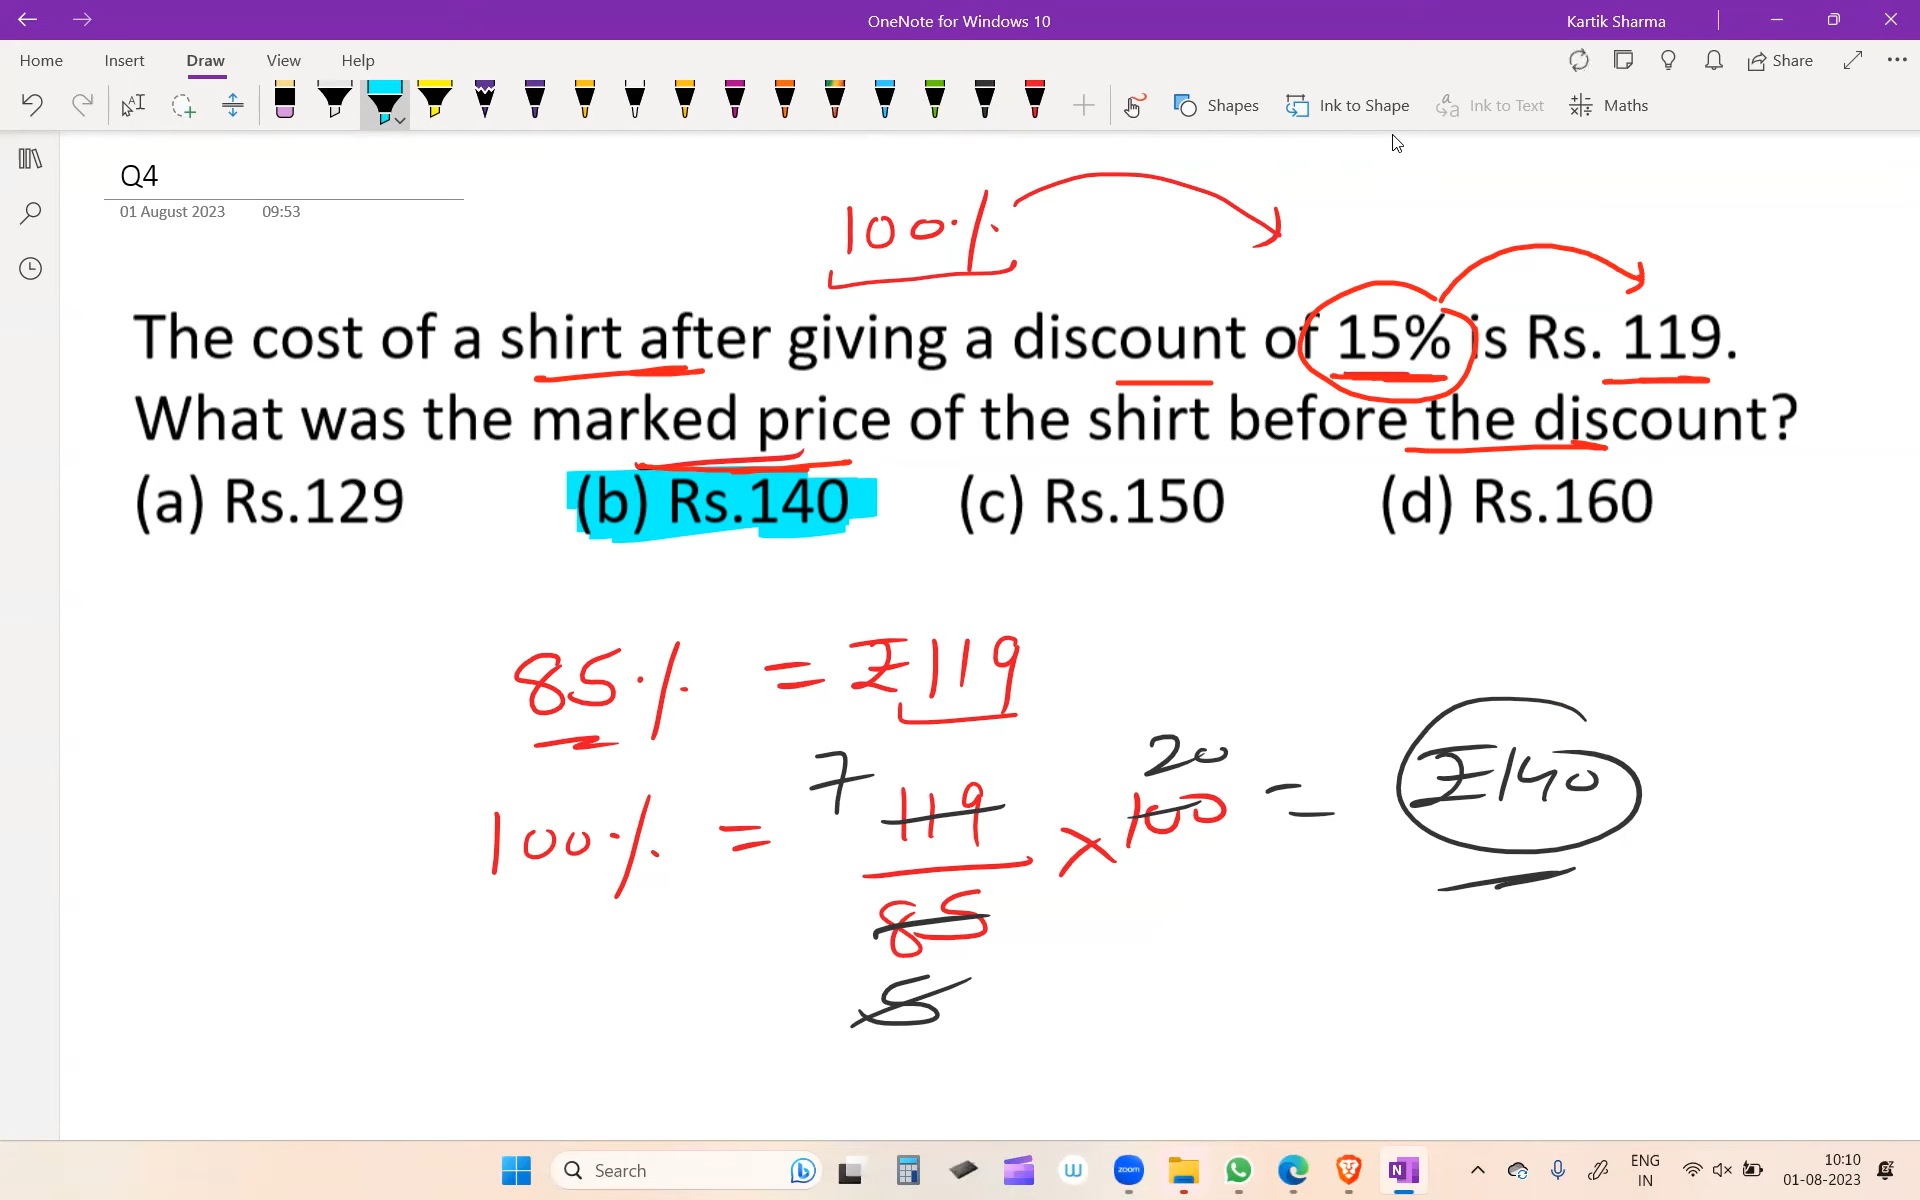 OneNote for Windows 10
Kartik Sharma
Home Insert Draw View Help
Share
Shapes Ink to Shape Ink to Text Maths
Q4
01 August 2023 09:53
100%
The cost of a shirt after giving a discount of 15% is Rs. 119.
What was the marked price of the shirt before the discount?
(a) Rs.129 (b) Rs.140 (c) Rs.150 (d) Rs.160
85% = ₹119
7 20
100% = 119 × 100 = ₹140
85
5
Search
zoom
ENG
IN
10:10
01-08-2023